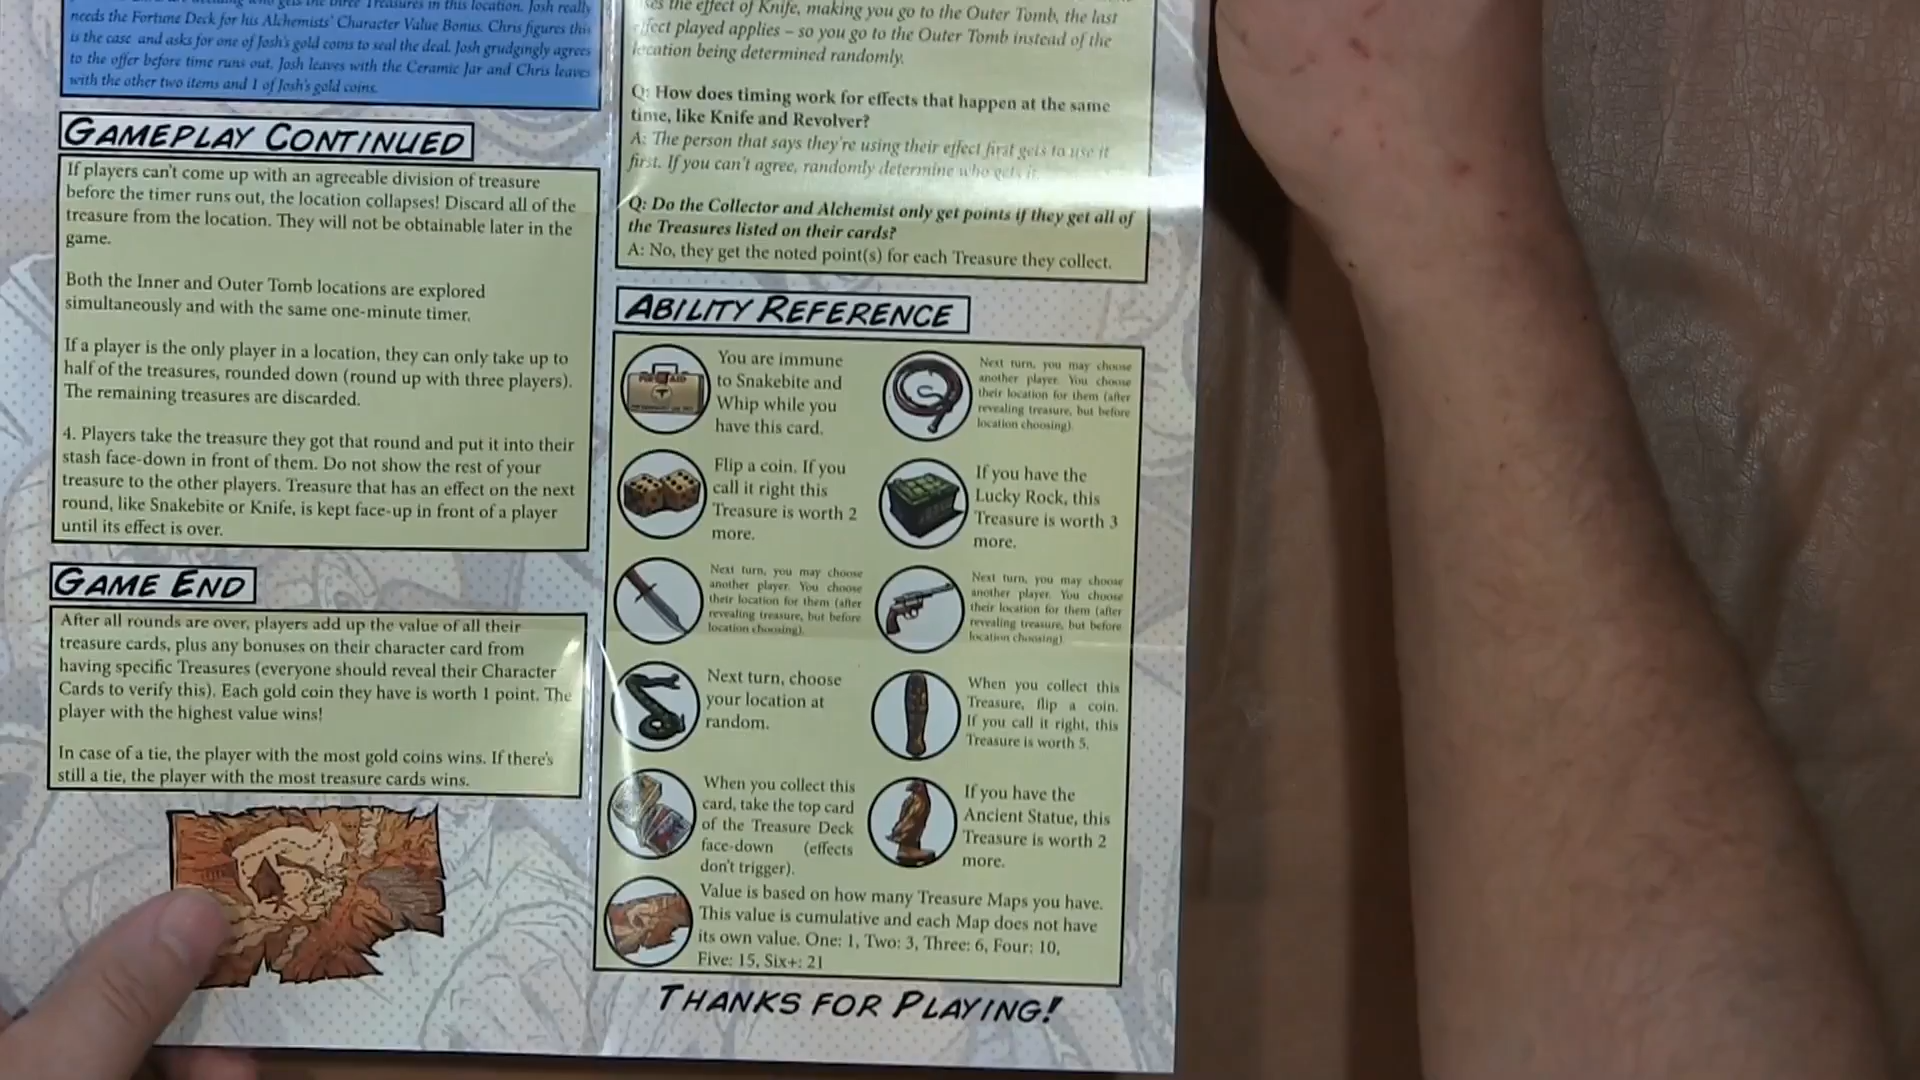 who gets the three Treasures in this location. Josh really
needs the Fortune Deck for his Alchemists' Character Value Bonus. Chris figures this
is the case and asks for one of Josh's gold coins to seal the deal. Josh grudgingly agrees
to the offer before time runs out. Josh leaves with the Ceramic Jar and Chris leaves
with the other two items and 1 of Josh's gold coins.
GAMEPLAY CONTINUED
If players can't come up with an agreeable division of treasure
before the timer runs out, the location collapses! Discard all of the
treasure from the location. They will not be obtainable later in the
game.
Both the Inner and Outer Tomb locations are explored
simultaneously and with the same one-minute timer.
If a player is the only player in a location, they can only take up to
half of the treasures, rounded down (round up with three players).
The remaining treasures are discarded.
4. Players take the treasure they got that round and put it into their
stash face-down in front of them. Do not show the rest of your
treasure to the other players. Treasure that has an effect on the next
round, like Snakebite or Knife, is kept face-up in front of a player
until its effect is over.
GAME END
After all rounds are over, players add up the value of all their
treasure cards, plus any bonuses on their character card from
having specific Treasures (everyone should reveal their Character
Cards to verify this). Each gold coin they have is worth 1 point. The
player with the highest value wins!
In case of a tie, the player with the most gold coins wins. If there's
still a tie, the player with the most treasure cards wins.
the effect of Knife, making you go to the Outer Tomb, the last
effect played applies – so you go to the Outer Tomb instead of the
location being determined randomly.
Q: How does timing work for effects that happen at the same
time, like Knife and Revolver?
A: The person that says they're using their effect first gets to use it
first. If you can't agree, randomly determine who gets it.
Q: Do the Collector and Alchemist only get points if they get all of
the Treasures listed on their cards?
A: No, they get the noted point(s) for each Treasure they collect.
ABILITY REFERENCE
FIRST AID
You are immune
to Snakebite and
Whip while you
have this card.
Next turn, you may choose
another player. You choose
their location for them (after
revealing treasure, but before
location choosing).
Flip a coin. If you
call it right this
Treasure is worth 2
more.
If you have the
Lucky Rock, this
Treasure is worth 3
more.
Next turn, you may choose
another player. You choose
their location for them (after
revealing treasure, but before
location choosing).
Next turn, you may choose
another player. You choose
their location for them (after
revealing treasure, but before
location choosing)
Next turn, choose
your location at
random.
When you collect this
Treasure, flip a coin.
If you call it right, this
Treasure is worth 5.
When you collect this
card, take the top card
of the Treasure Deck
face-down (effects
don't trigger).
If you have the
Ancient Statue, this
Treasure is worth 2
more.
Value is based on how many Treasure Maps you have.
This value is cumulative and each Map does not have
its own value. One: 1, Two: 3, Three: 6, Four: 10,
Five: 15, Six+: 21
THANKS FOR PLAYING!